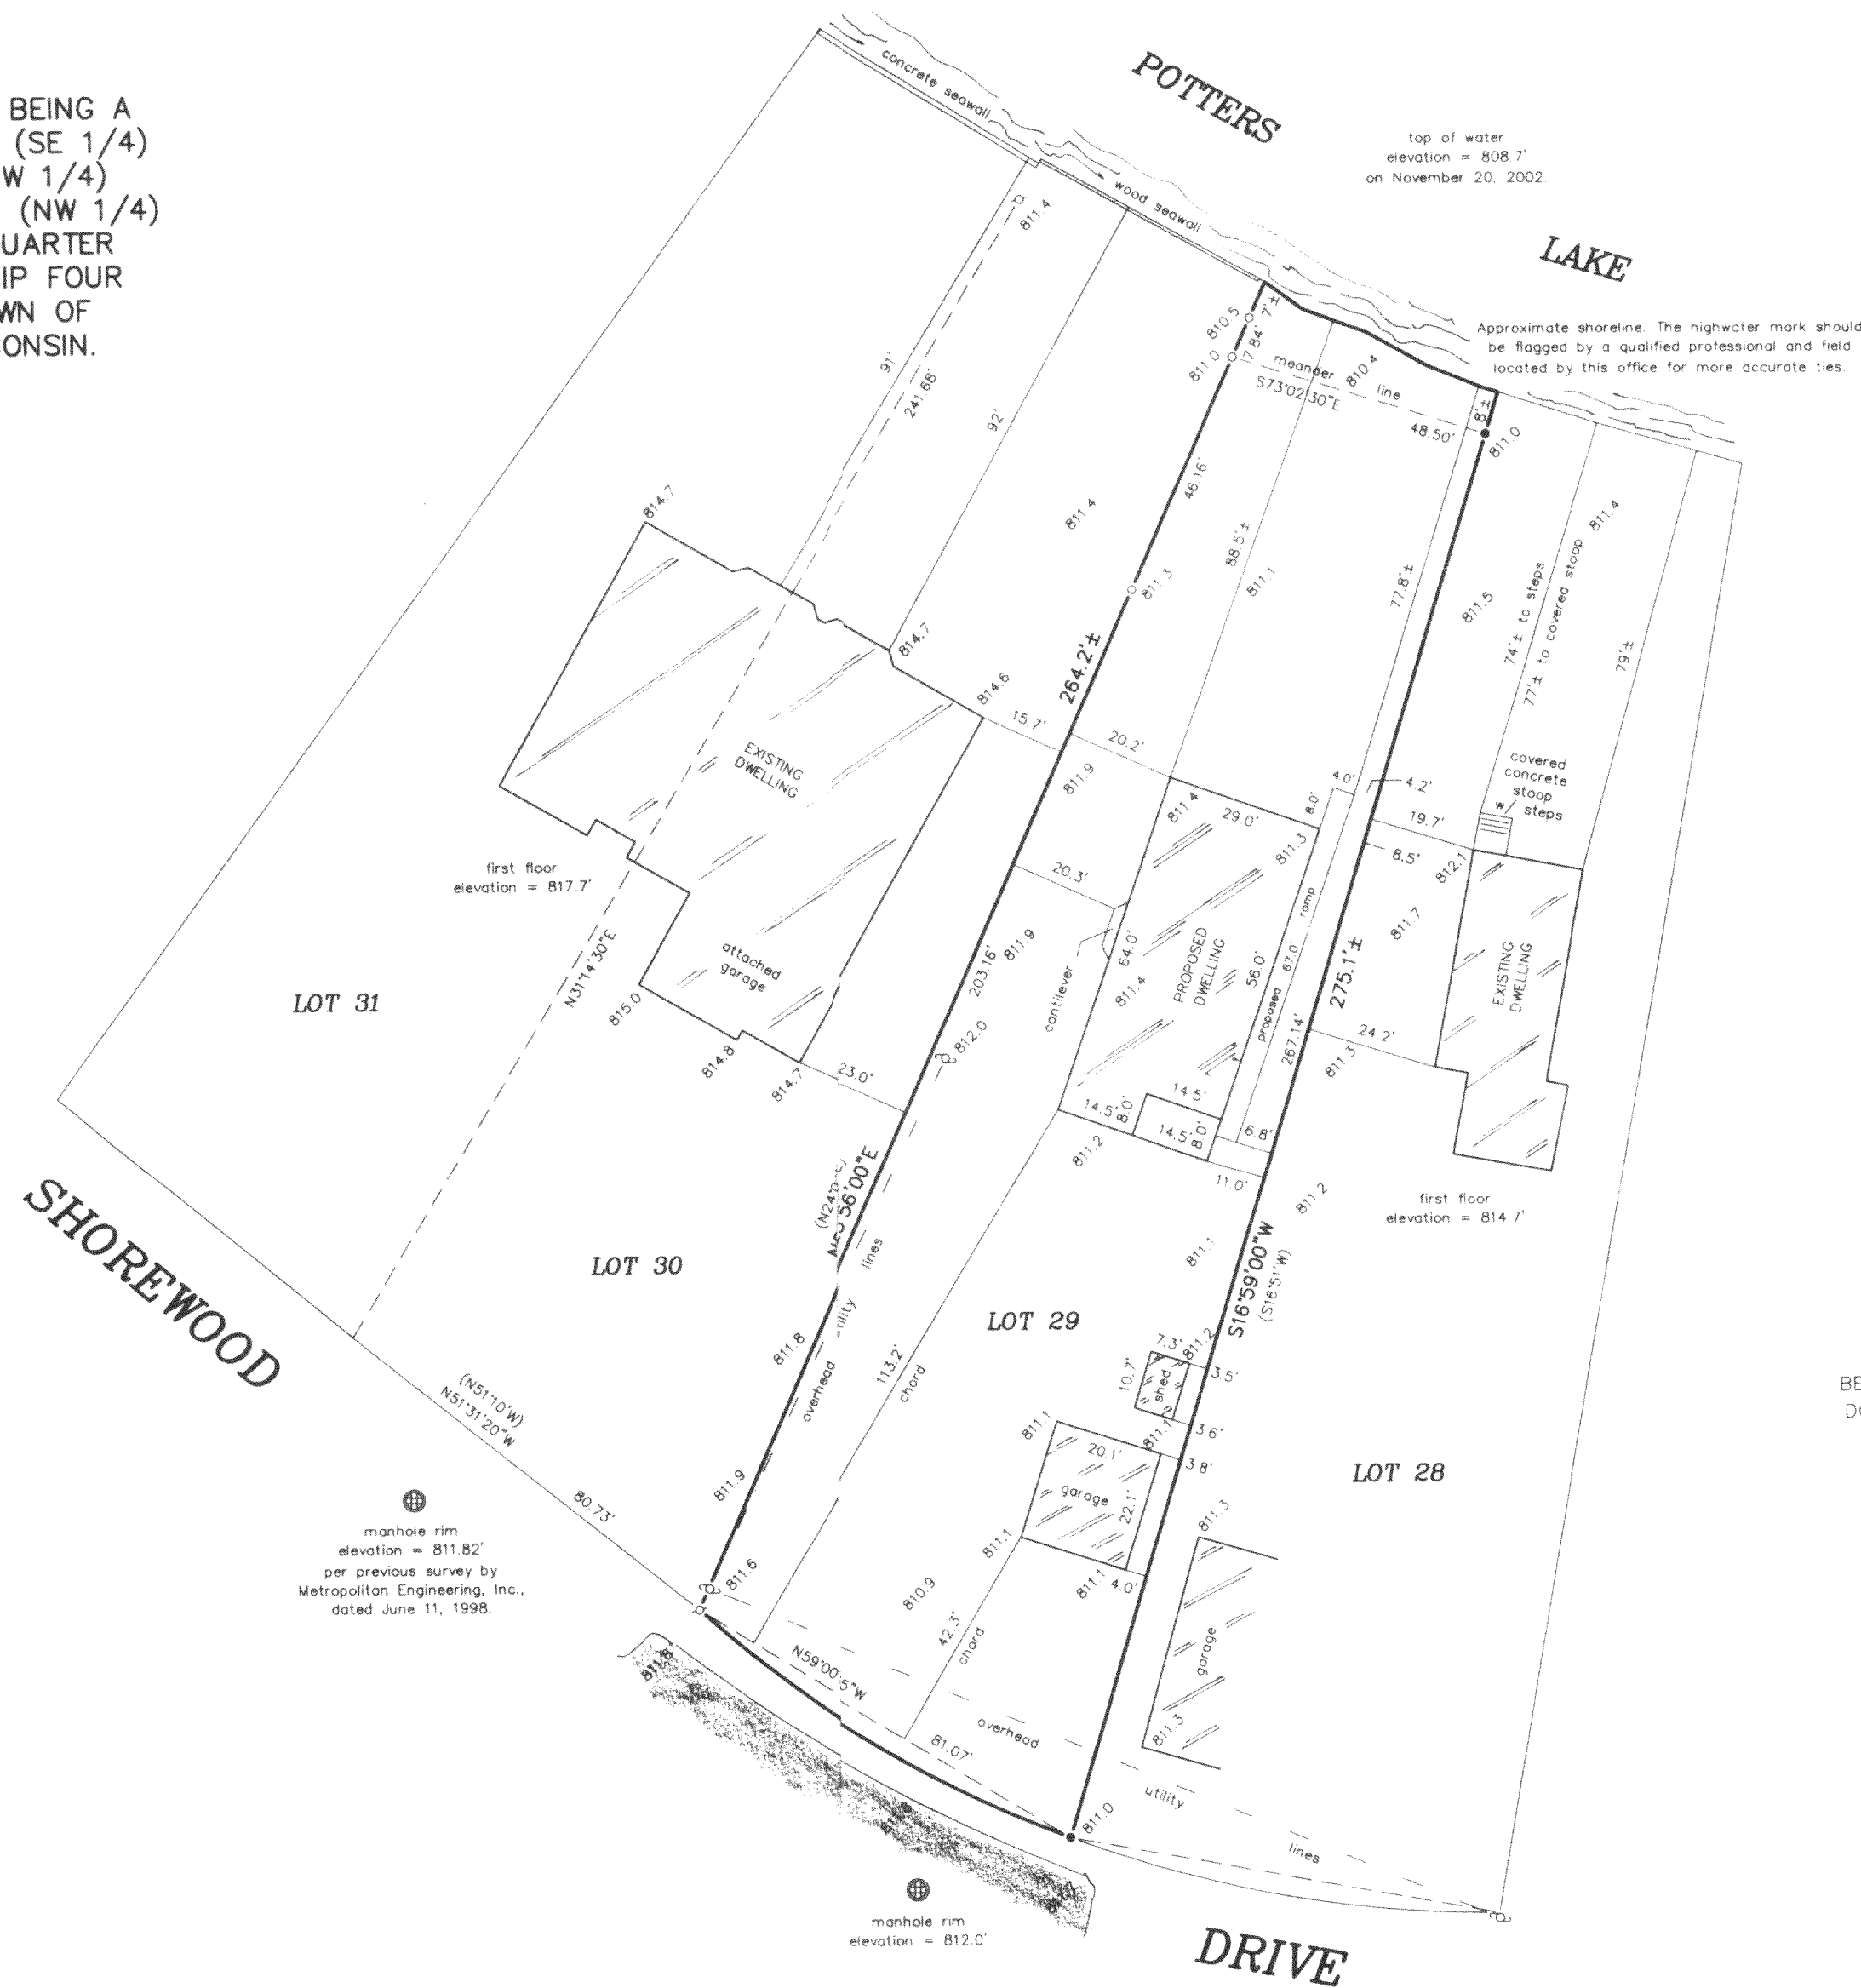 BEING A
(SE 1/4)
W 1/4)
(NW 1/4)
UARTER
IP FOUR
WN OF
ONSIN.
POTTERS
LAKE
top of water
elevation = 808.7'
on November 20, 2002.
Approximate shoreline. The highwater mark should
be flagged by a qualified professional and field
located by this office for more accurate ties.
concrete seawall
wood seawall
811.4
91'
241.68'
92'
810.5
7'±
811.0
7.84'
meander line
810.4
S73°02'30"E
48.50'
8'±
811.0
46.16'
811.4
88.5'±
811.1
811.3
77.8'±
811.5
811.4
74'± to steps
77'± to covered stoop
79'±
814.7
814.7
814.6
15.7'
264.2'±
20.2'
811.9
EXISTING
DWELLING
first floor
elevation = 817.7'
attached
garage
815.0
814.8
814.7
23.0'
N31°14'30"E
LOT 31
20.3'
811.9
203.16'
812.0
cantilever
811.4
29.0'
811.3
8.0'
4.0'
4.2'
19.7'
8.5'
812.1
covered
concrete
stoop
w/
steps
64.0'
811.4
PROPOSED
DWELLING
56.0'
proposed ramp
67.0'
267.14'
275.1'±
811.7
EXISTING
DWELLING
24.2'
811.3
14.5'
14.5'
8.0'
14.5'
8.0'
6.8'
811.2
11.0'
811.2
first floor
elevation = 814.7'
56'00"E
LOT 30
overhead
utility
lines
811.8
811.9
113.2'
chord
LOT 29
811.1
S16°59'00"W
(S16°51'W)
7.3'
811.2
10.7'
shed
3.5'
811.1
3.6'
811.1
20.1'
3.8'
garage
22.1'
811.1
811.1
4.0'
LOT 28
811.3
garage
811.3
SHOREWOOD
(N51°10'W)
N51°31'20"W
80.73'
manhole rim
elevation = 811.82'
per previous survey by
Metropolitan Engineering, Inc.,
dated June 11, 1998.
811.6
810.9
42.3'
chord
81.07'
overhead
utility
lines
811.0
811.8
manhole rim
elevation = 812.0'
DRIVE
BE